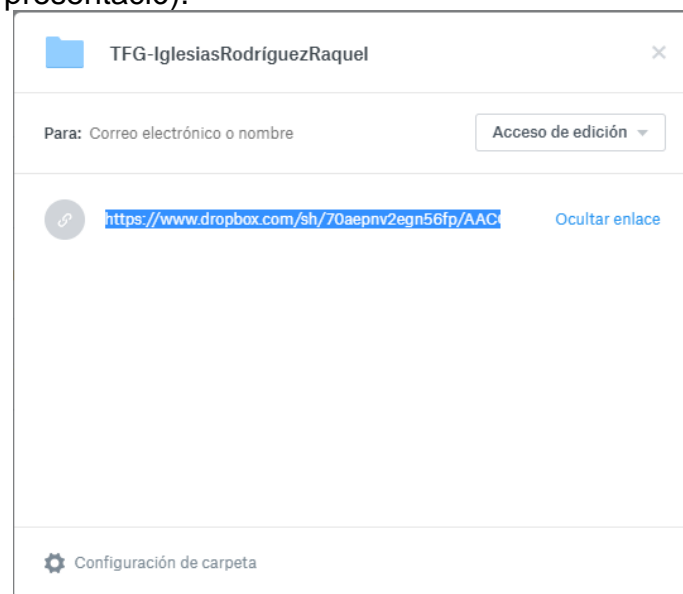 presentació).
TFG-IglesiasRodríguezRaquel
Para: Correo electrónico o nombre
Acceso de edición
https://www.dropbox.com/sh/70aepnv2egn56fp/AAC
Ocultar enlace
Configuración de carpeta